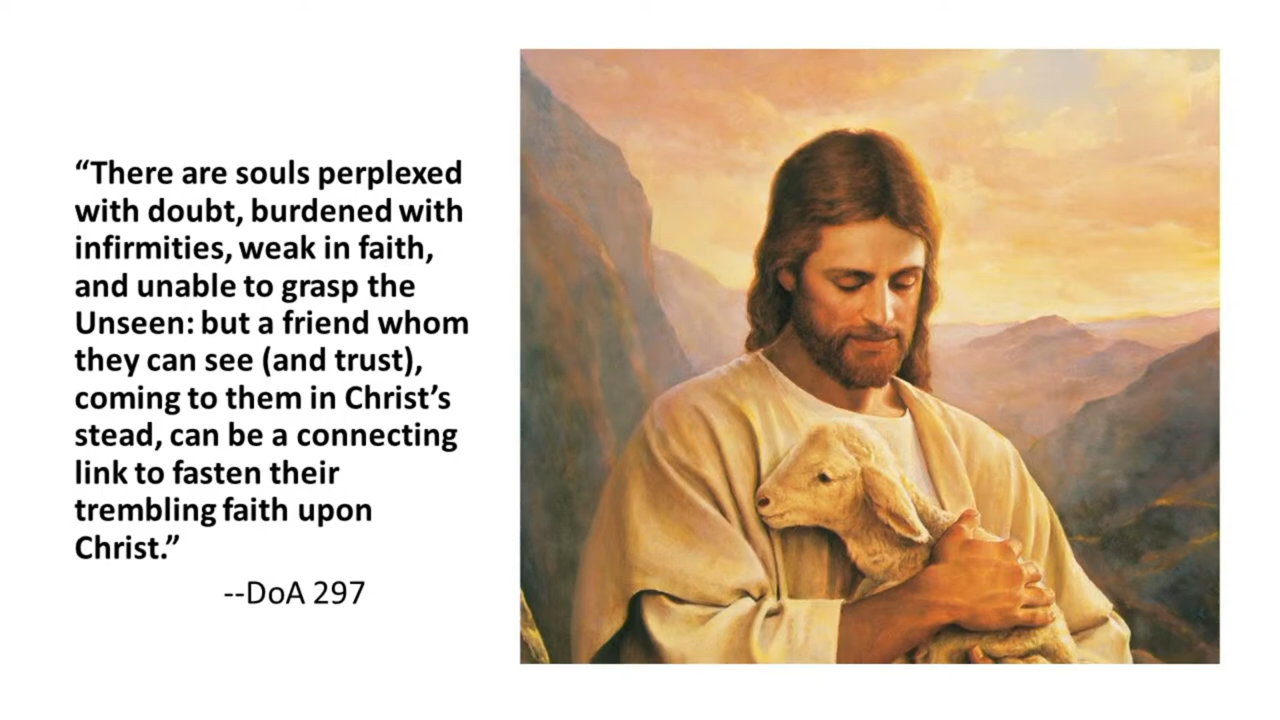 “There are souls perplexed
with doubt, burdened with
infirmities, weak in faith,
and unable to grasp the
Unseen: but a friend whom
they can see (and trust),
coming to them in Christ’s
stead, can be a connecting
link to fasten their
trembling faith upon
Christ.”
--DoA 297